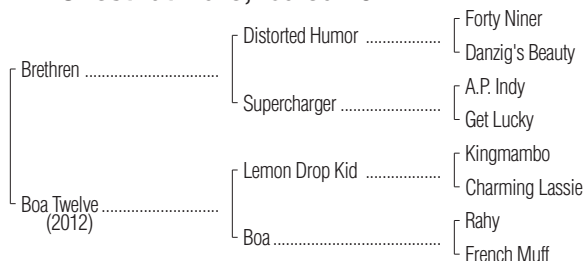 Forty Niner
Distorted Humor
Danzig's Beauty
Brethren
A.P. Indy
Supercharger
Get Lucky
Kingmambo
Lemon Drop Kid
Charming Lassie
Boa Twelve
(2012)
Rahy
Boa
French Muff